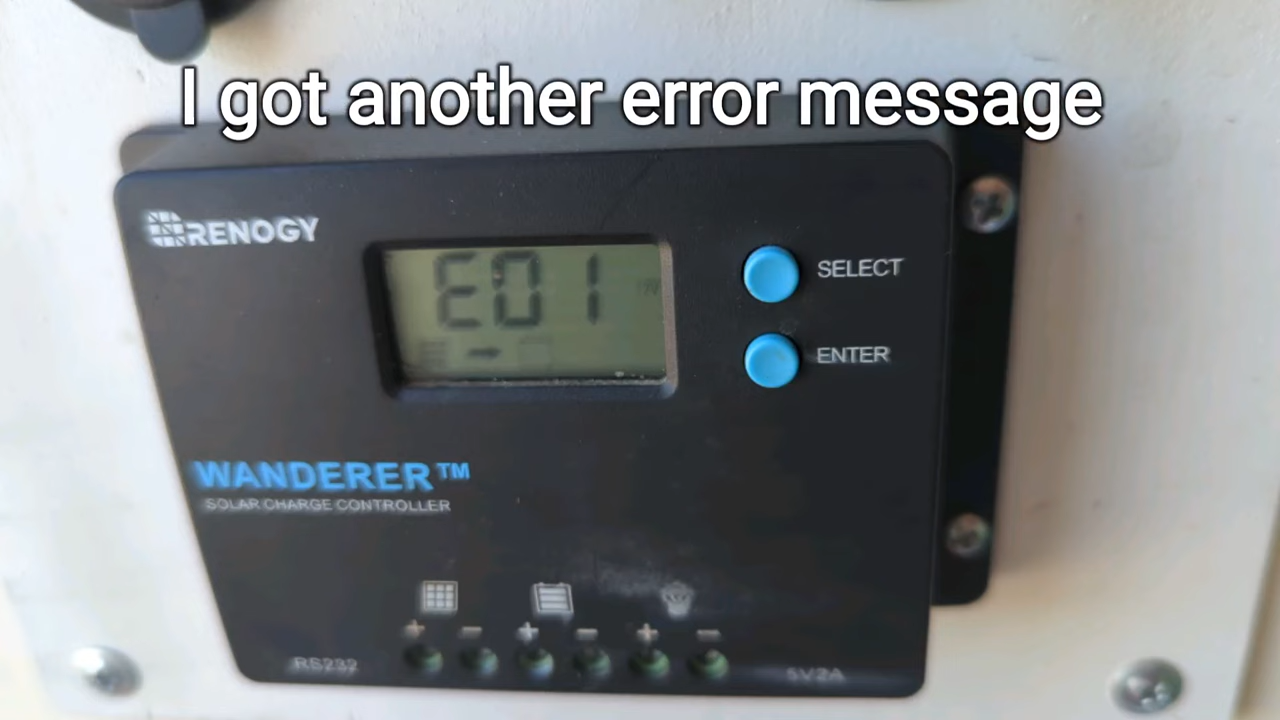 I got another error message
RENOGY
E01
SELECT
ENTER
WANDERER™
SOLAR CHARGE CONTROLLER
+ - + - + -
RS232
5V2A